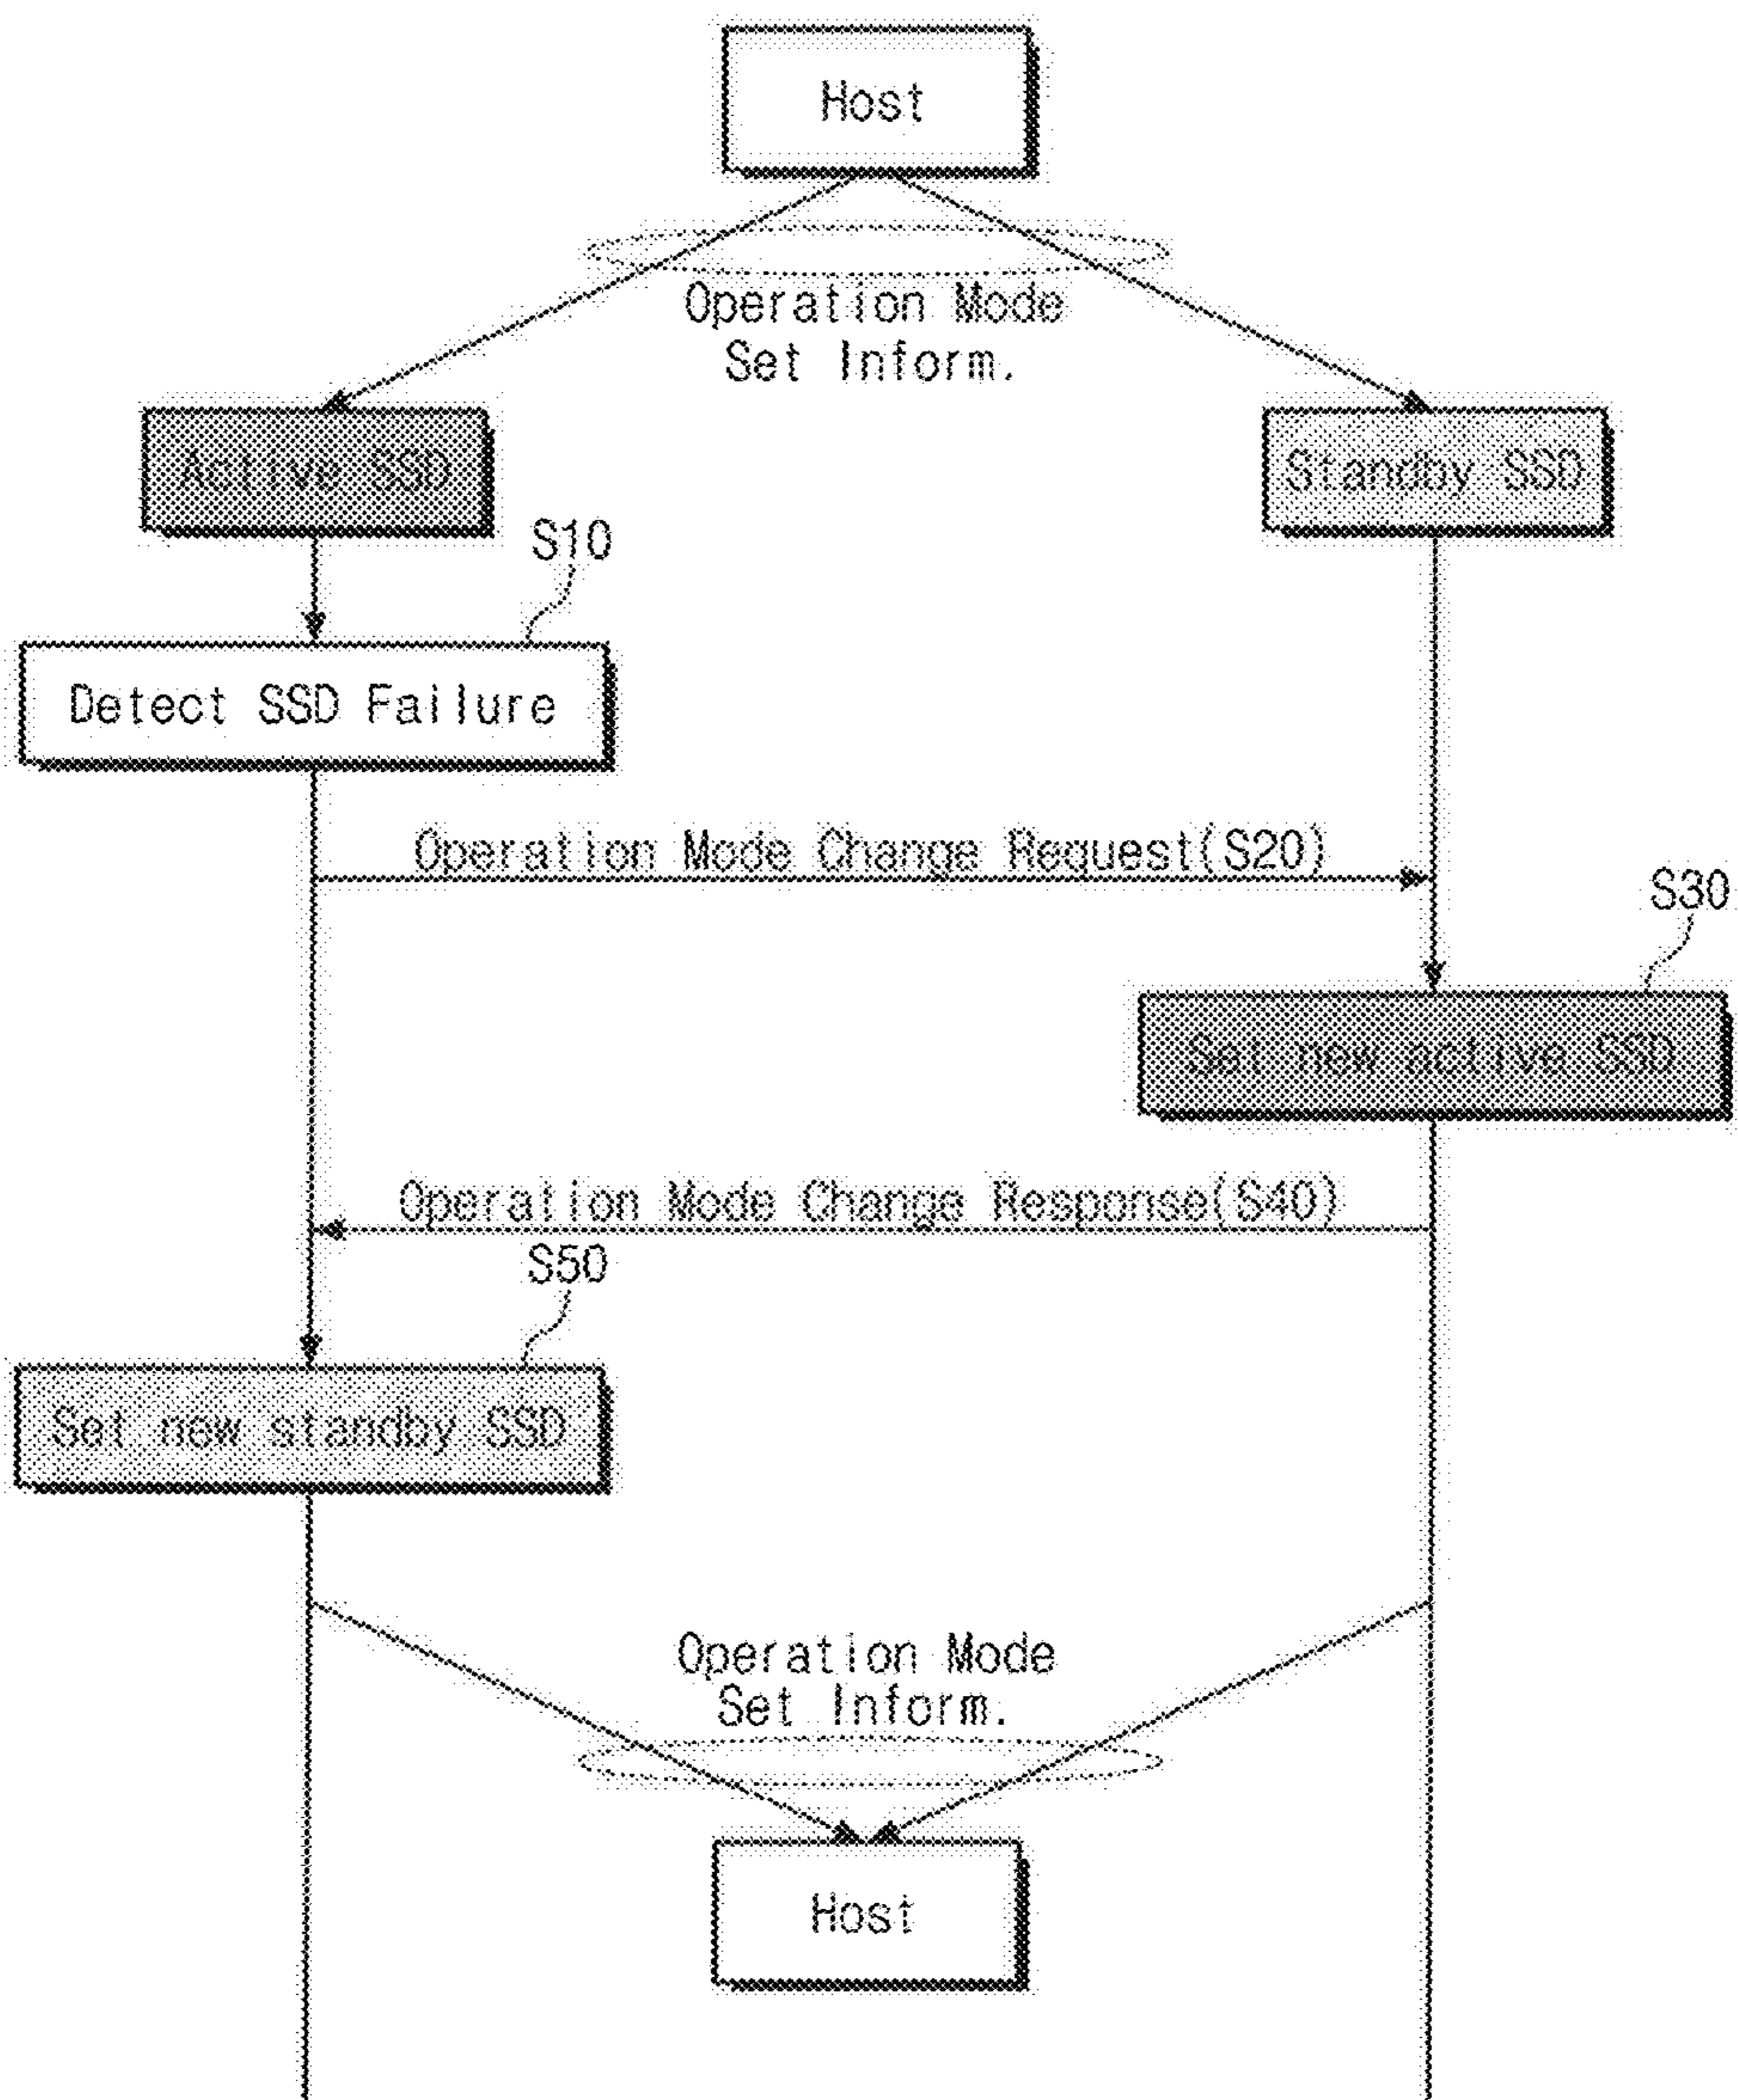 Host
Operation Mode
Set Inform.
Active SSD
Standby SSD
S10
Detect SSD Failure
Operation Mode Change Request(S20)
S30
Set new active SSD
Operation Mode Change Response(S40)
S50
Set new standby SSD
Operation Mode
Set Inform.
Host